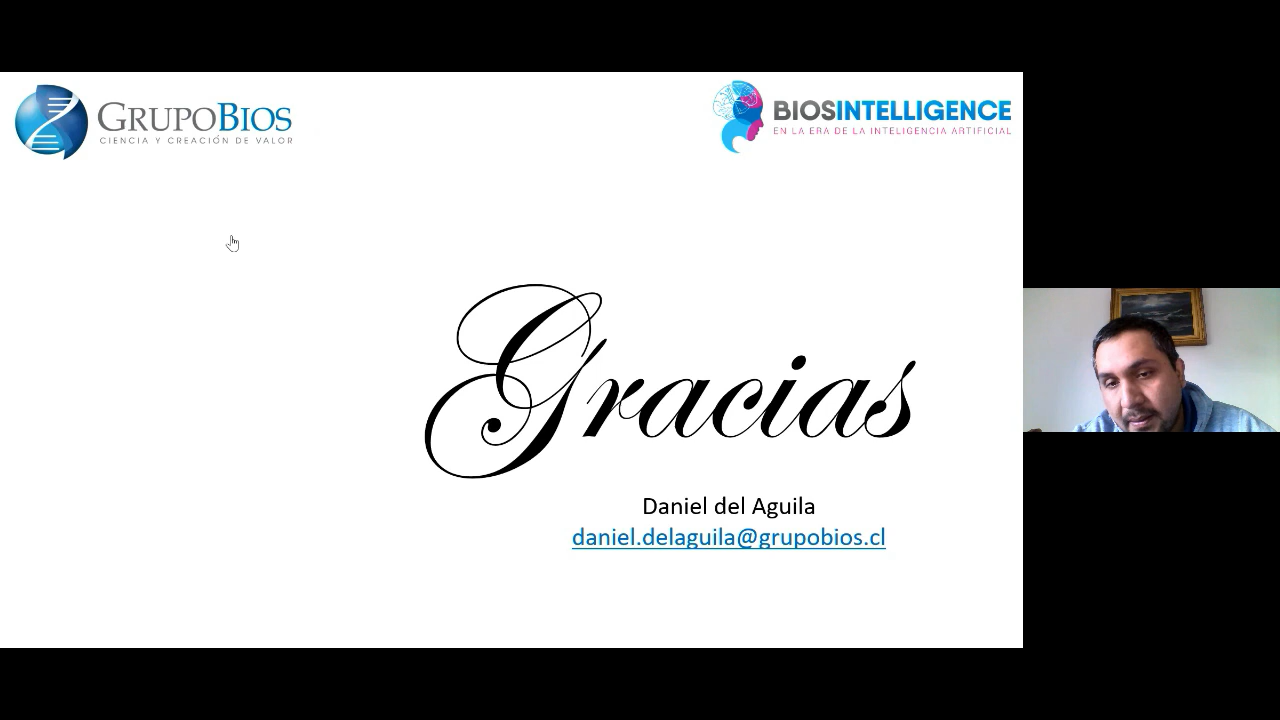 GRUPOBIOS
CIENCIA Y CREACIÓN DE VALOR
BIOSINTELLIGENCE
EN LA ERA DE LA INTELIGENCIA ARTIFICIAL
Gracias
Daniel del Aguila
daniel.delaguila@grupobios.cl